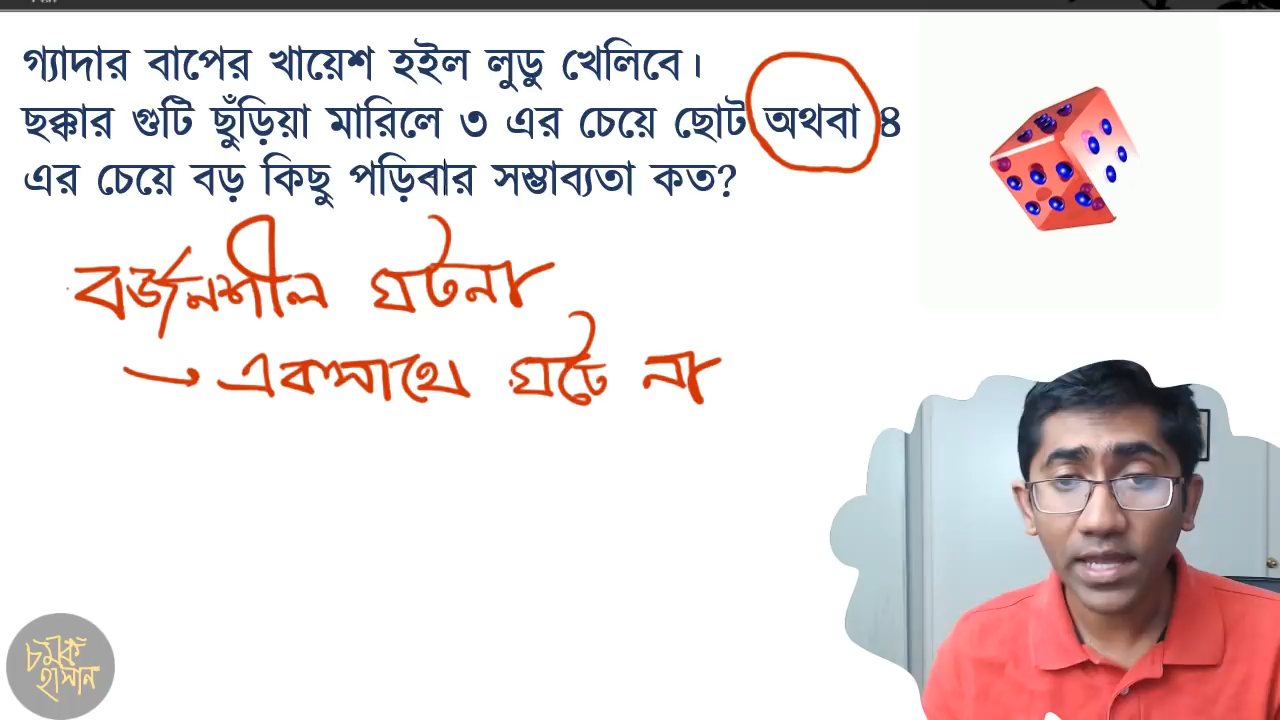 গ্যাদার বাপের খায়েশ হইল লুডু খেলিবে।
ছক্কার গুটি ছুঁড়িয়া মারিলে ৩ এর চেয়ে ছোট অথবা ৪
এর চেয়ে বড় কিছু পড়িবার সম্ভাব্যতা কত?
বর্জনশীল ঘটনা
→ একসাথে ঘটে না
চমক
হাসান